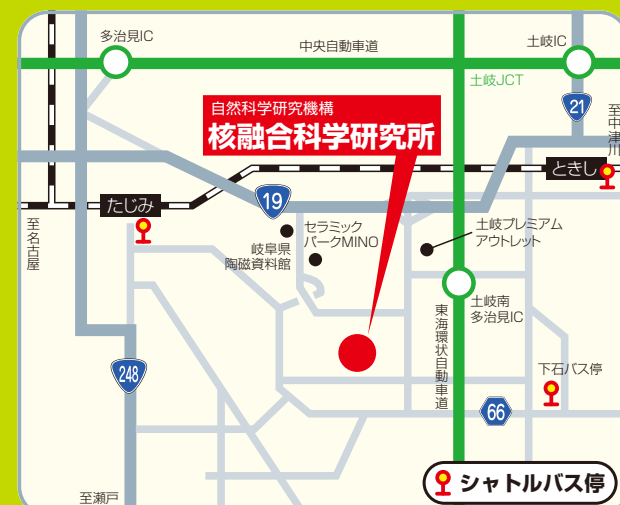 多治見IC
中央自動車道
土岐IC
土岐JCT
21
至中津川
自然科学研究機構
核融合科学研究所
ときし
たじみ
19
至名古屋
セラミック
パークMINO
岐阜県
陶磁資料館
土岐プレミアム
アウトレット
土岐南
多治見IC
東海環状自動車道
248
下石バス停
66
シャトルバス停
至瀬戸